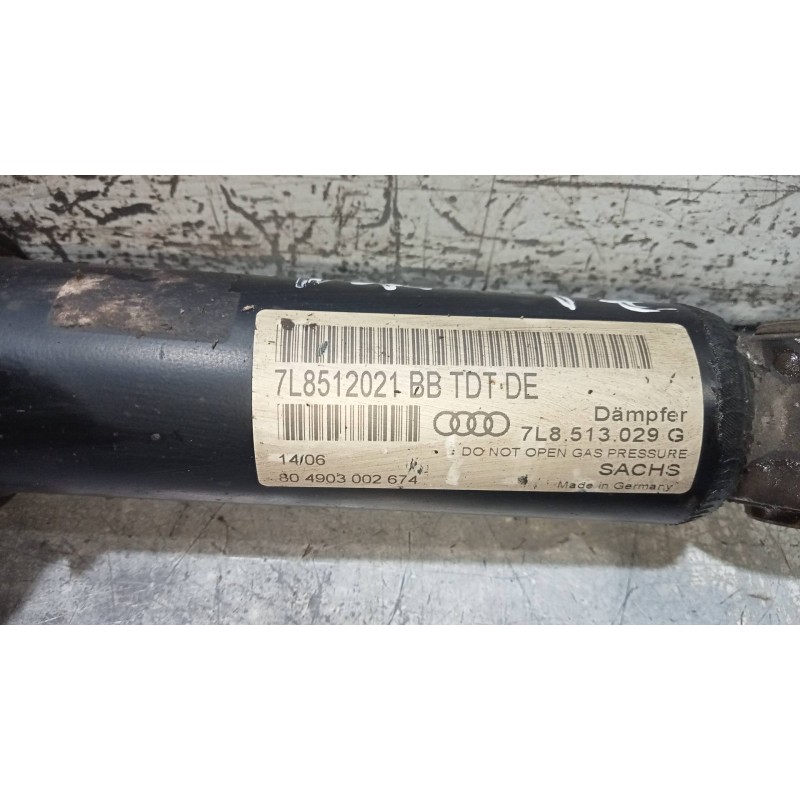 7L8512021 BB TDT DE
Dämpfer
7L8.513.029 G
DO NOT OPEN GAS PRESSURE
14/06
SACHS
80 4903 002 674
Made in Germany